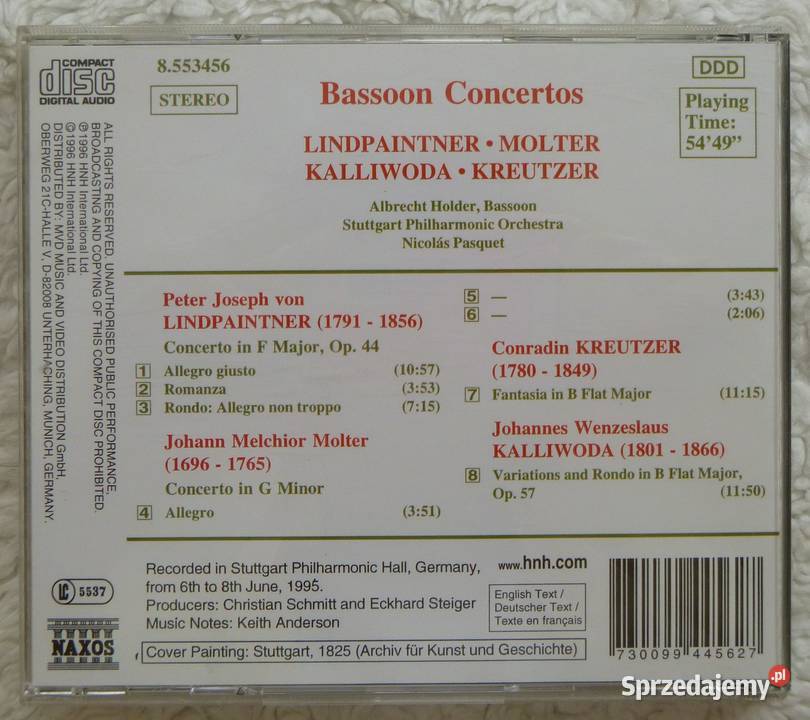 COMPACT
disc
DIGITAL AUDIO
8.553456
STEREO
DDD
Playing
Time:
54'49”
Bassoon Concertos
LINDPAINTNER • MOLTER
KALLIWODA • KREUTZER
Albrecht Holder, Bassoon
Stuttgart Philharmonic Orchestra
Nicolás Pasquet
ALL RIGHTS RESERVED. UNAUTHORISED PUBLIC PERFORMANCE,
BROADCASTING AND COPYING OF THIS COMPACT DISC PROHIBITED.
℗1996 HNH International Ltd.
©1996 HNH International Ltd.
DISTRIBUTED BY: MVD MUSIC AND VIDEO DISTRIBUTION GmbH,
OBERWEG 21C-HALLE V, D-82008 UNTERHACHING, MUNICH, GERMANY.
Peter Joseph von
LINDPAINTNER (1791 - 1856)
Concerto in F Major, Op. 44
1 Allegro giusto (10:57)
2 Romanza (3:53)
3 Rondo: Allegro non troppo (7:15)
Johann Melchior Molter
(1696 - 1765)
Concerto in G Minor
4 Allegro (3:51)
5 — (3:43)
6 — (2:06)
Conradin KREUTZER
(1780 - 1849)
7 Fantasia in B Flat Major (11:15)
Johannes Wenzeslaus
KALLIWODA (1801 - 1866)
8 Variations and Rondo in B Flat Major,
Op. 57 (11:50)
LC 5537
NAXOS
Recorded in Stuttgart Philharmonic Hall, Germany,
from 6th to 8th June, 1995.
Producers: Christian Schmitt and Eckhard Steiger
Music Notes: Keith Anderson
www.hnh.com
English Text /
Deutscher Text /
Texte en français
Cover Painting: Stuttgart, 1825 (Archiv für Kunst und Geschichte)
7 30099 44562 7
Sprzedajemy.pl